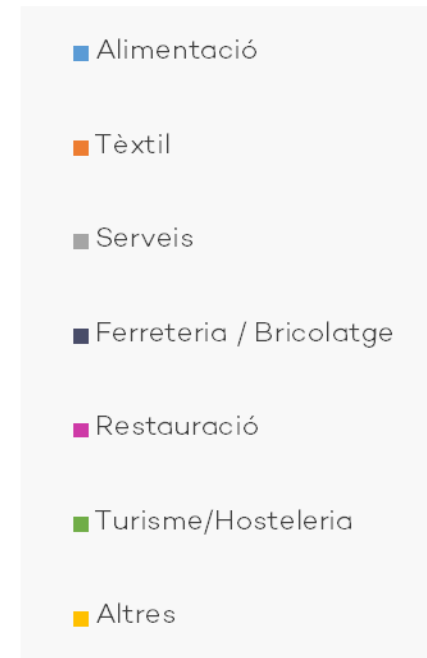 Alimentació
Tèxtil
Serveis
Ferreteria / Bricolatge
Restauració
Turisme/Hosteleria
Altres